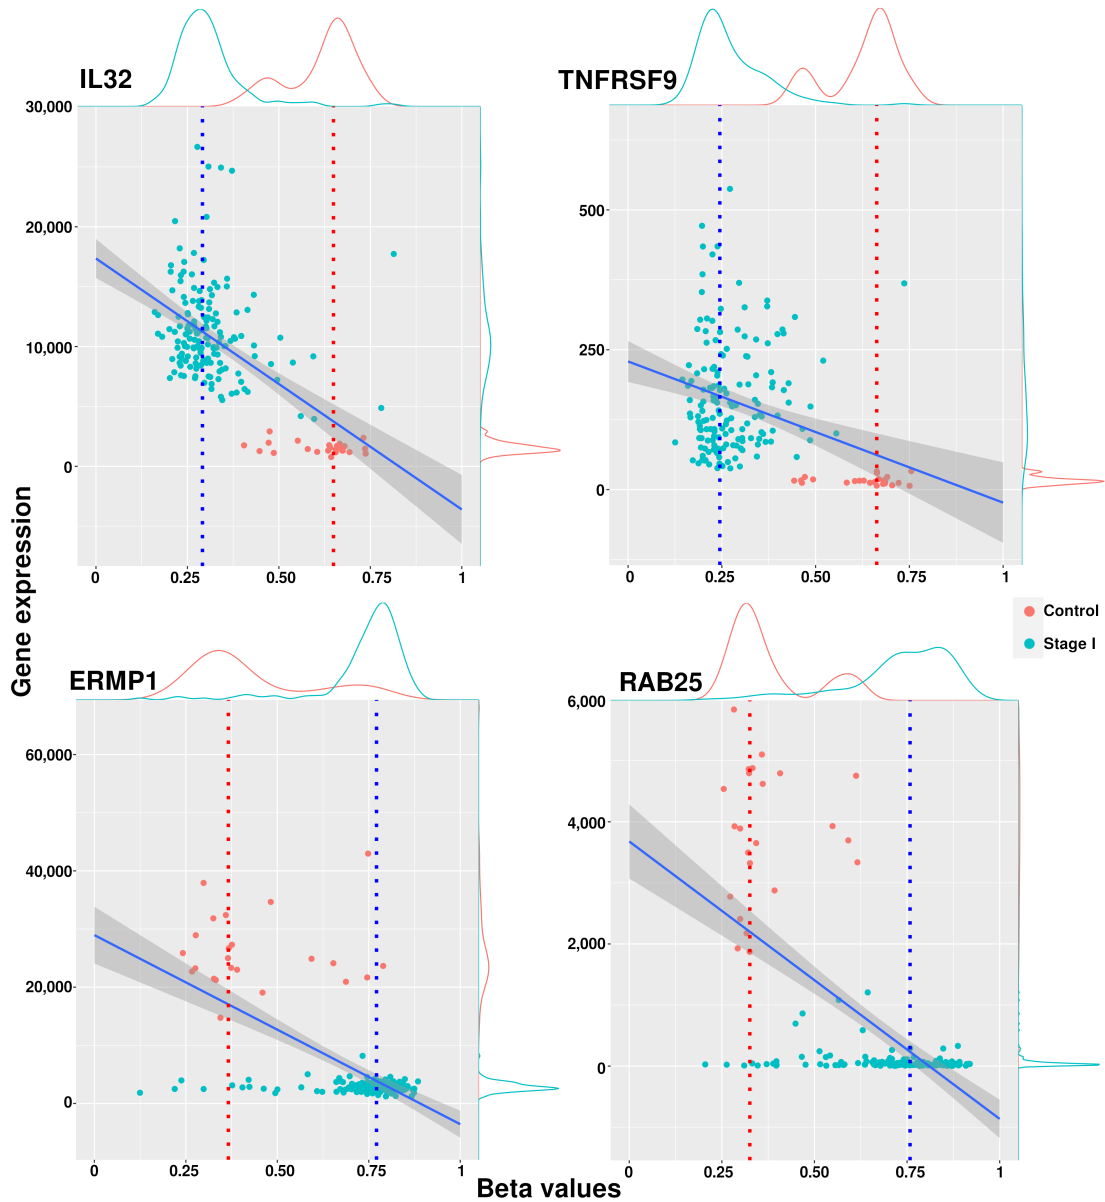 IL32
30,000
20,000
10,000
0
0 0.25 0.50 0.75 1
TNFRSF9
500
250
0
0 0.25 0.50 0.75 1
Gene expression
Control
Stage I
ERMP1
60,000
40,000
20,000
0
0 0.25 0.50 0.75 1
RAB25
6,000
4,000
2,000
0
0 0.25 0.50 0.75 1
Beta values